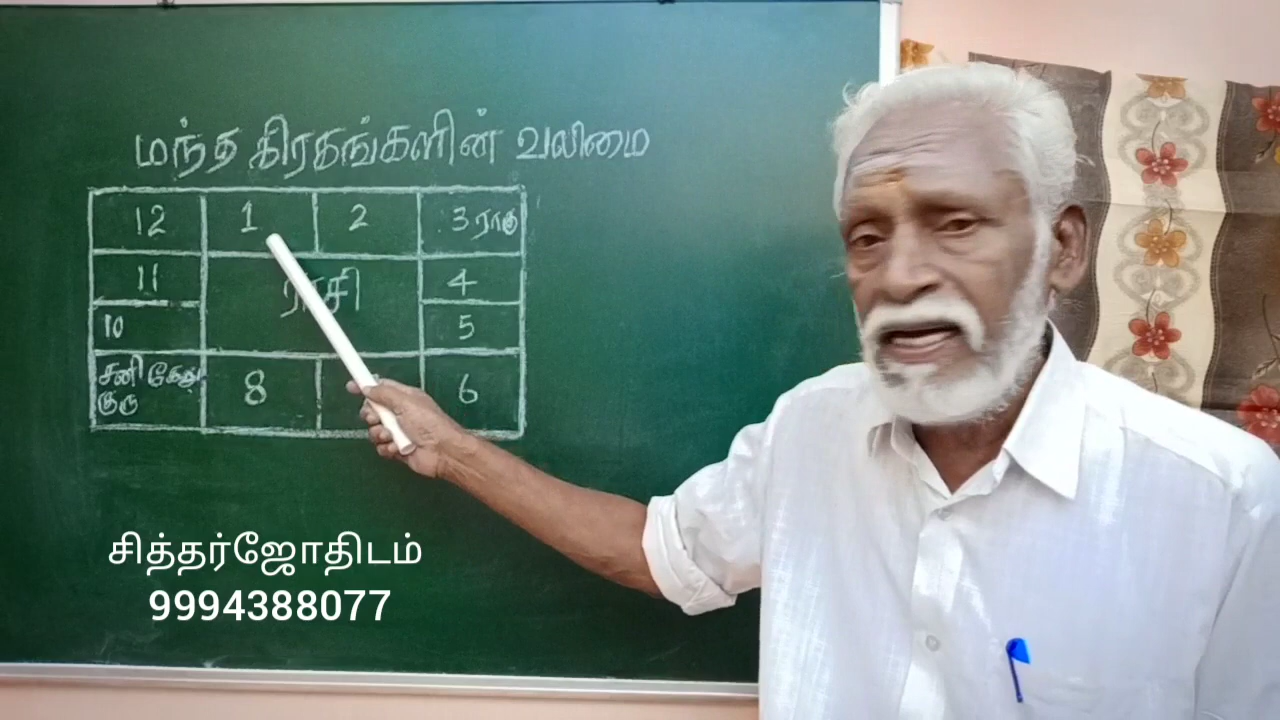 மந்த கிரகங்களின் வலிமை
12 1 2 3 ராகு
11 ராசி 4
10 5
சனி கேது 8 6
குரு
சித்தர்ஜோதிடம்
9994388077